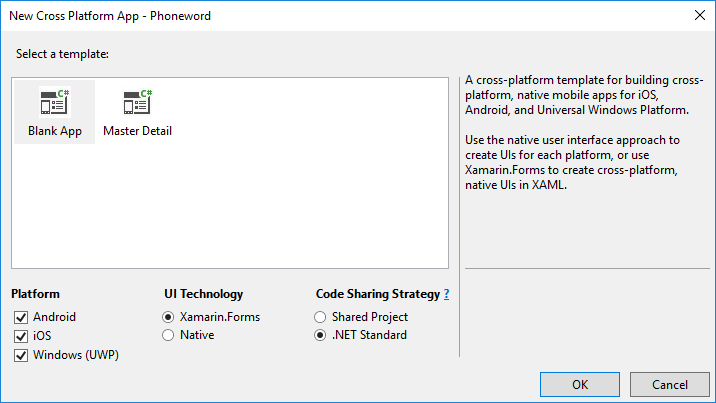 New Cross Platform App - Phoneword
Select a template:
C#
C#
Blank App
Master Detail
A cross-platform template for building cross-
platform, native mobile apps for iOS,
Android, and Universal Windows Platform.
Use the native user interface approach to
create UIs for each platform, or use
Xamarin.Forms to create cross-platform,
native UIs in XAML.
Platform
Android
iOS
Windows (UWP)
UI Technology
Xamarin.Forms
Native
Code Sharing Strategy ?
Shared Project
.NET Standard
OK
Cancel